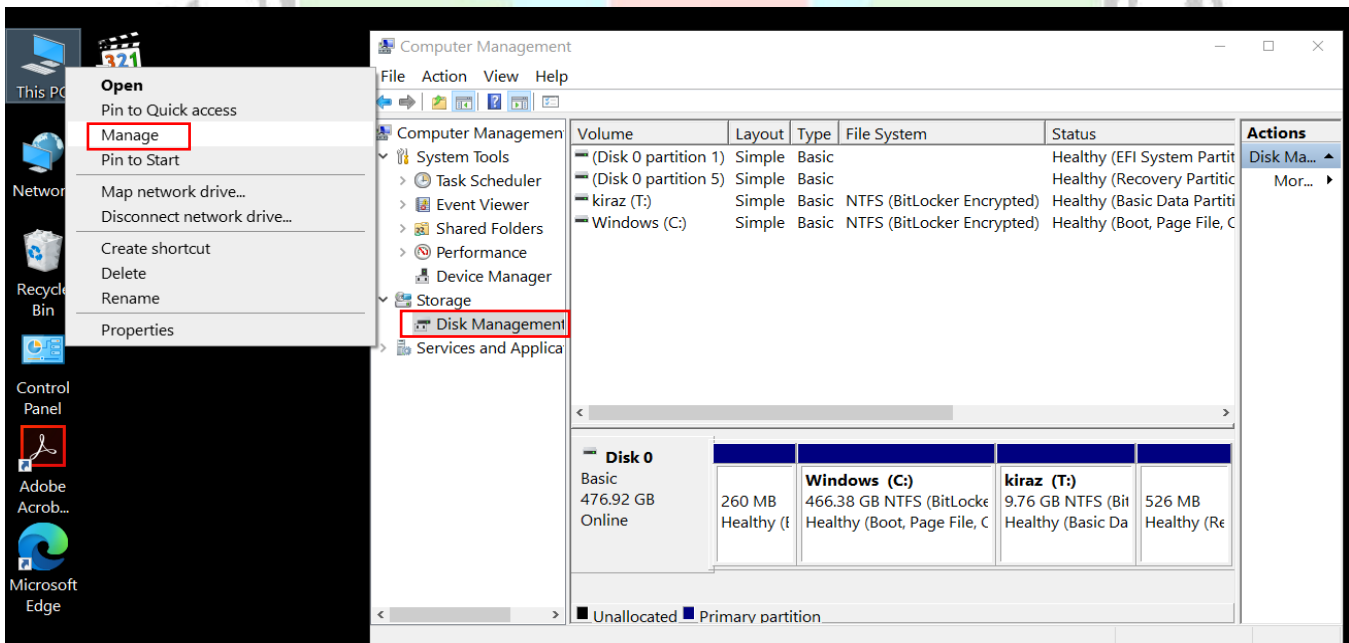 This PC
321
Network
Recycle
Bin
Control
Panel
Adobe
Acrob...
Microsoft
Edge
Open
Pin to Quick access
Manage
Pin to Start
Map network drive...
Disconnect network drive...
Create shortcut
Delete
Rename
Properties
Computer Management
File Action View Help
Computer Managemen
System Tools
Task Scheduler
Event Viewer
Shared Folders
Performance
Device Manager
Storage
Disk Management
Services and Applica
Volume Layout Type File System Status
(Disk 0 partition 1) Simple Basic Healthy (EFI System Partit
(Disk 0 partition 5) Simple Basic Healthy (Recovery Partitic
kiraz (T:) Simple Basic NTFS (BitLocker Encrypted) Healthy (Basic Data Partiti
Windows (C:) Simple Basic NTFS (BitLocker Encrypted) Healthy (Boot, Page File, C
Actions
Disk Ma...
Mor...
Disk 0
Basic
476.92 GB
Online
260 MB
Healthy (E
Windows (C:)
466.38 GB NTFS (BitLocke
Healthy (Boot, Page File, C
kiraz (T:)
9.76 GB NTFS (Bit
Healthy (Basic Da
526 MB
Healthy (Re
Unallocated Primary partition